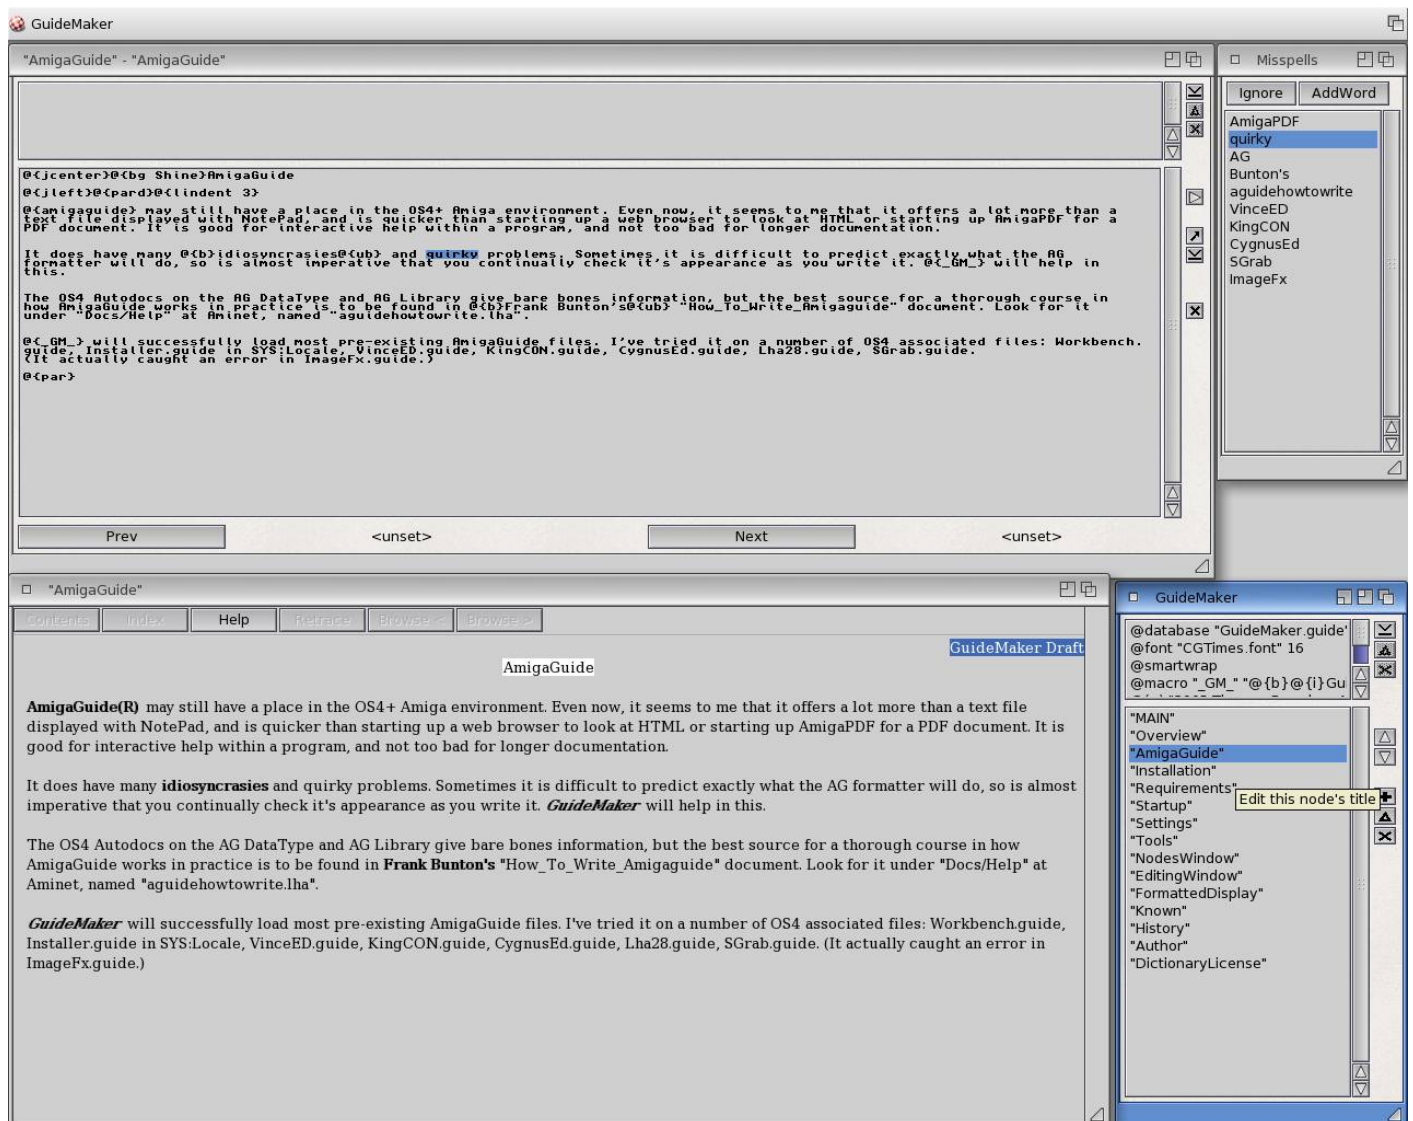 GuideMaker
"AmigaGuide" - "AmigaGuide"
@{jcenter}@{bg Shine}AmigaGuide
@{jleft}@{pard}@{lindent 3}
@{amigaguide} may still have a place in the OS4+ Amiga environment. Even now, it seems to me that it offers a lot more than a
text file displayed with NotePad, and is quicker than starting up a web browser to look at HTML or starting up AmigaPDF for a
PDF document. It is good for interactive help within a program, and not too bad for longer documentation.
It does have many @{b}idiosyncrasies@{ub} and quirky problems. Sometimes it is difficult to predict exactly what the AG
formatter will do, so is almost imperative that you continually check it's appearance as you write it. @{_GM_} will help in
this.
The OS4 Autodocs on the AG DataType and AG Library give bare bones information, but the best source for a thorough course in
how AmigaGuide works in practice is to be found in @{b}Frank Bunton's@{ub} "How_To_Write_Amigaguide" document. Look for it
under "Docs/Help" at Aminet, named "aguidehowtowrite.lha".
@{_GM_} will successfully load most pre-existing AmigaGuide files. I've tried it on a number of OS4 associated files: Workbench.
guide, Installer.guide in SYS:Locale, VinceED.guide, KingCON.guide, CygnusEd.guide, Lha28.guide, SGrab.guide.
(It actually caught an error in ImageFx.guide.)
@{par}
Prev <unset> Next <unset>
Misspells
Ignore AddWord
AmigaPDF
quirky
AG
Bunton's
aguidehowtowrite
VinceED
KingCON
CygnusEd
SGrab
ImageFx
"AmigaGuide"
Contents Index Help Retrace Browse < Browse >
GuideMaker Draft
AmigaGuide
AmigaGuide(R) may still have a place in the OS4+ Amiga environment. Even now, it seems to me that it offers a lot more than a text file
displayed with NotePad, and is quicker than starting up a web browser to look at HTML or starting up AmigaPDF for a PDF document. It is
good for interactive help within a program, and not too bad for longer documentation.
It does have many idiosyncrasies and quirky problems. Sometimes it is difficult to predict exactly what the AG formatter will do, so is almost
imperative that you continually check it's appearance as you write it. GuideMaker will help in this.
The OS4 Autodocs on the AG DataType and AG Library give bare bones information, but the best source for a thorough course in how
AmigaGuide works in practice is to be found in Frank Bunton's "How_To_Write_Amigaguide" document. Look for it under "Docs/Help" at
Aminet, named "aguidehowtowrite.lha".
GuideMaker will successfully load most pre-existing AmigaGuide files. I've tried it on a number of OS4 associated files: Workbench.guide,
Installer.guide in SYS:Locale, VinceED.guide, KingCON.guide, CygnusEd.guide, Lha28.guide, SGrab.guide. (It actually caught an error in
ImageFx.guide.)
GuideMaker
@database "GuideMaker.guide"
@font "CGTimes.font" 16
@smartwrap
@macro "_GM_" "@{b}@{i}Gu
"MAIN"
"Overview"
"AmigaGuide"
"Installation"
"Requirements"
"Startup"
"Settings"
"Tools"
"NodesWindow"
"EditingWindow"
"FormattedDisplay"
"Known"
"History"
"Author"
"DictionaryLicense"
Edit this node's title